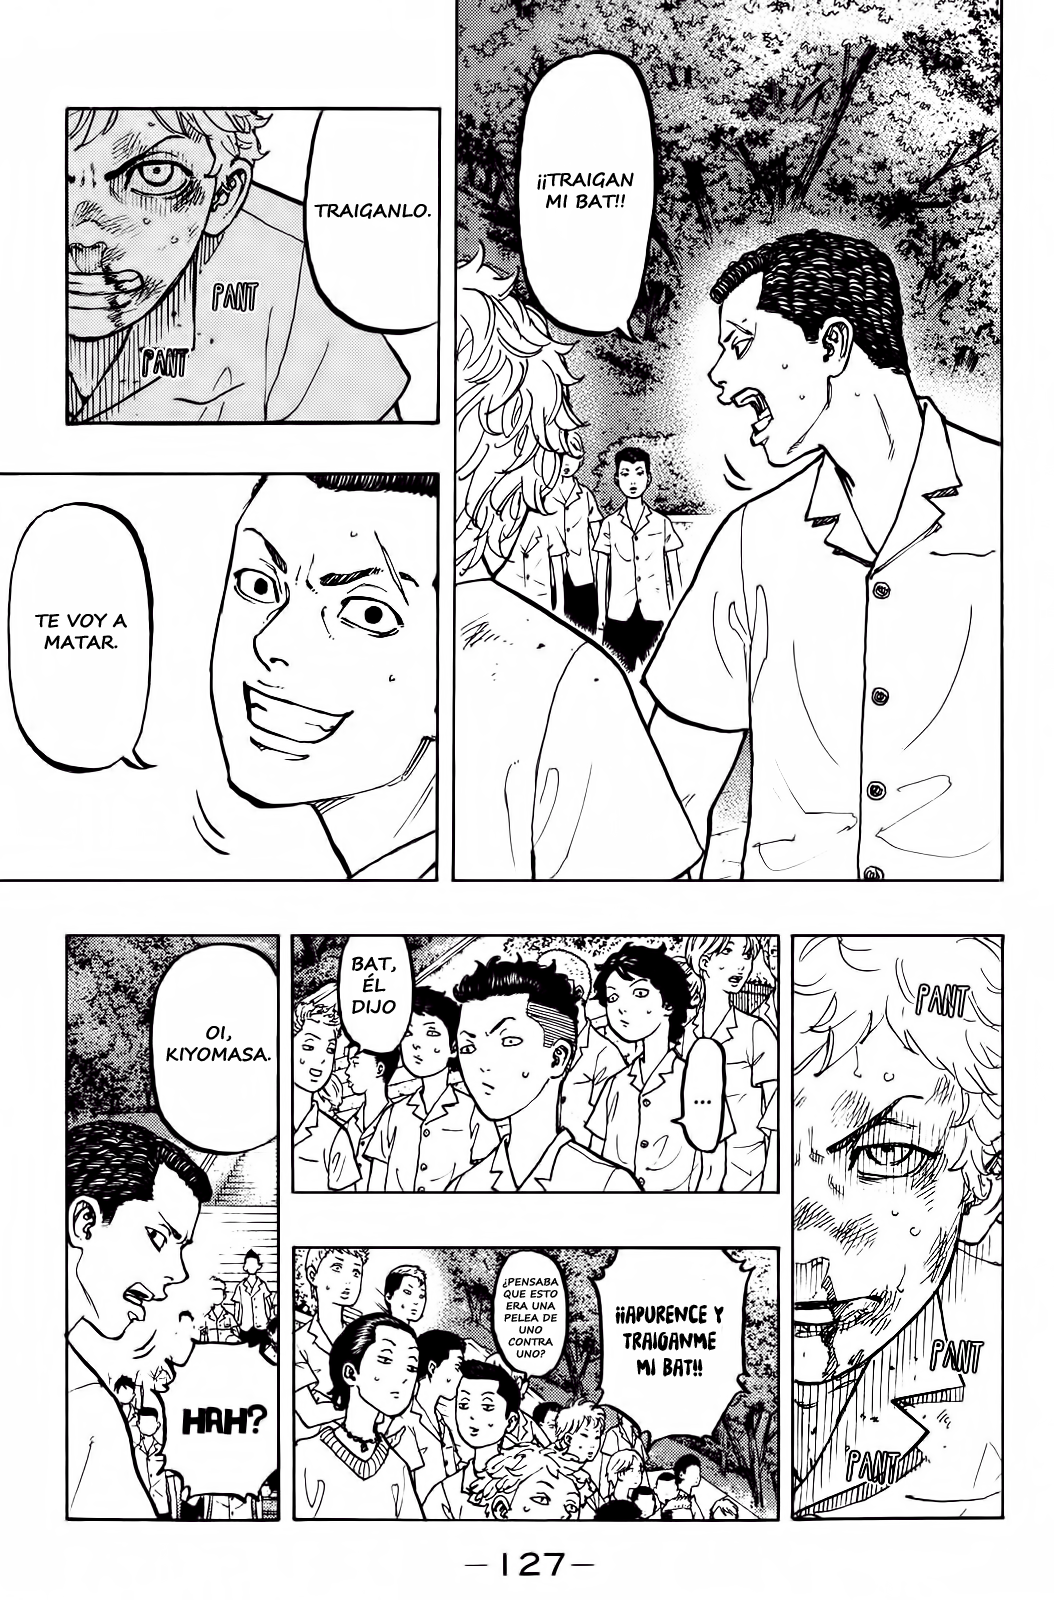 ¡¡TRAIGAN
MI BAT!!
TRAIGANLO.
PANT
PANT
TE VOY A
MATAR.
PANT
PANT
PANT
BAT,
ÉL
DIJO
...
¡¡APURENCE Y
TRAIGANME
MI BAT!!
¿PENSABA
QUE ESTO
ERA UNA
PELEA DE
UNO
CONTRA
UNO?
OI,
KIYOMASA.
HAH?
—127—